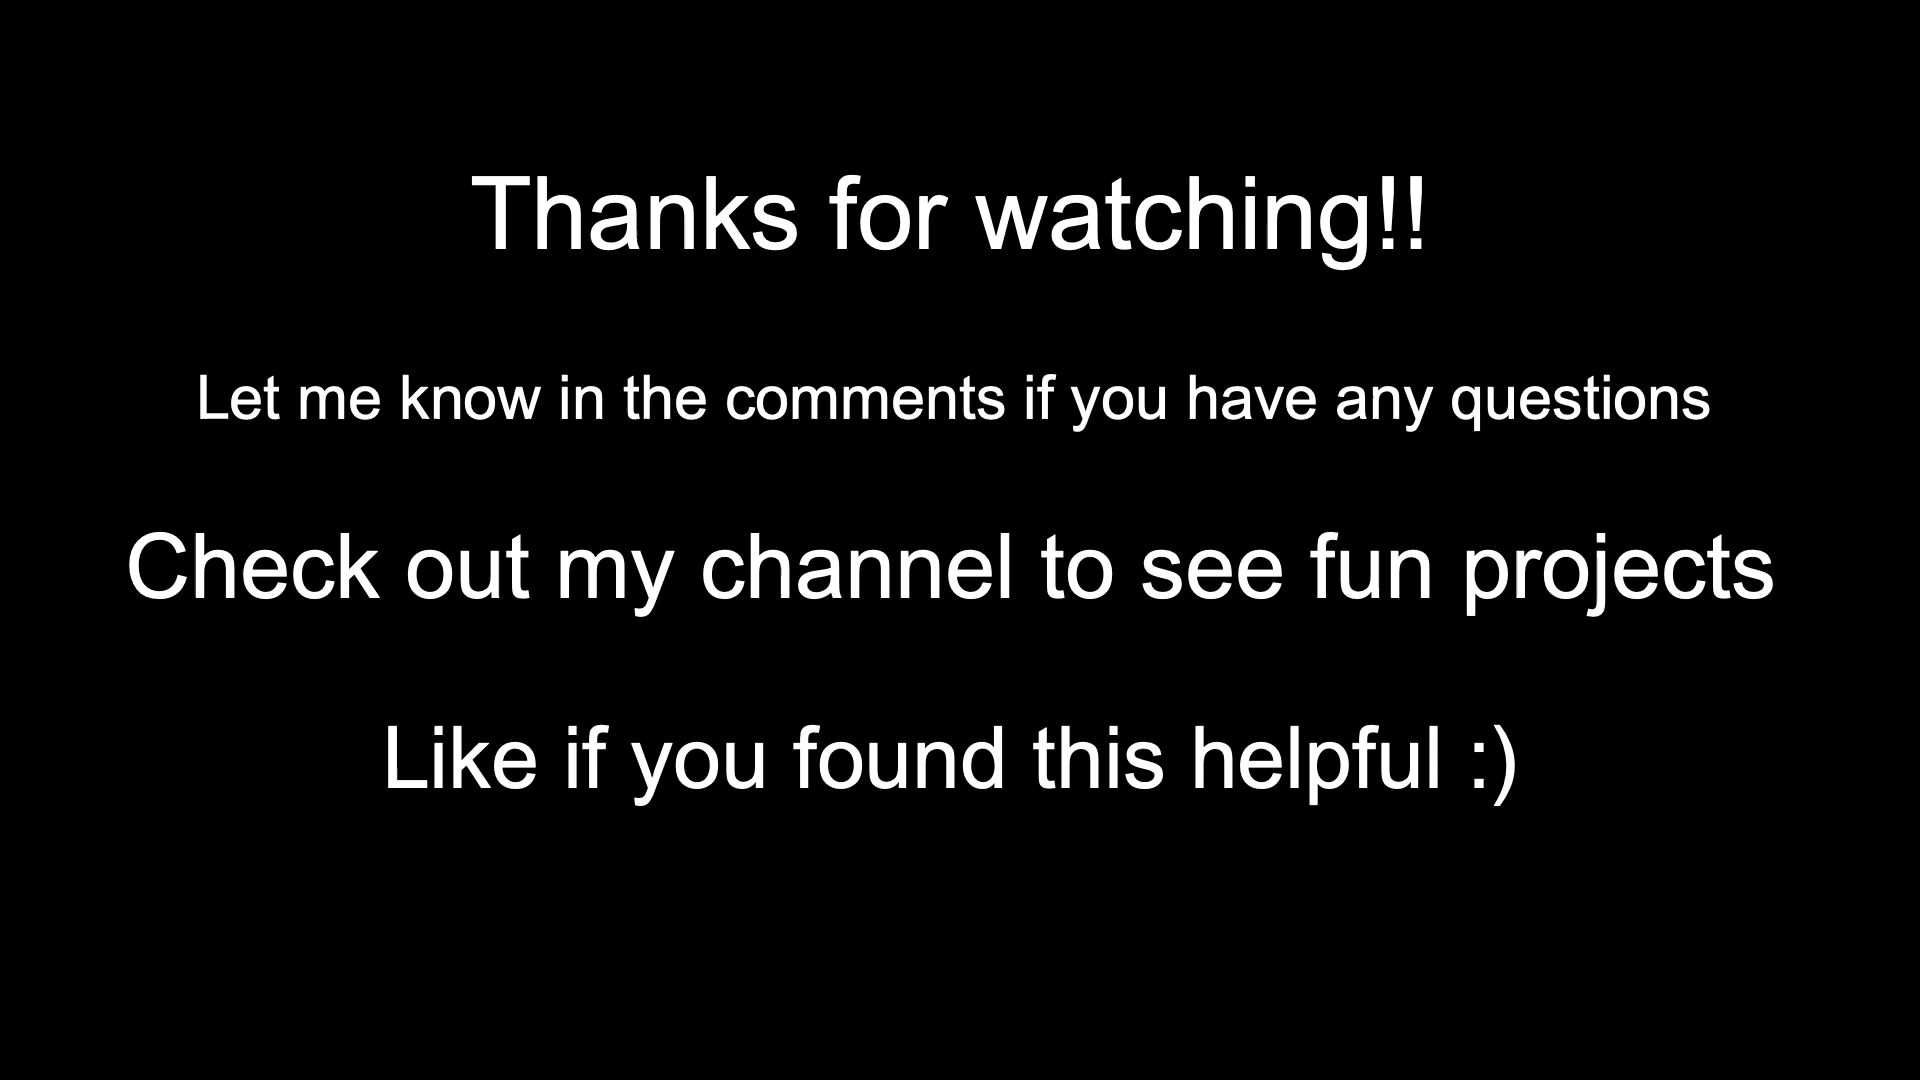 Thanks for watching!!
Let me know in the comments if you have any questions
Check out my channel to see fun projects
Like if you found this helpful :)